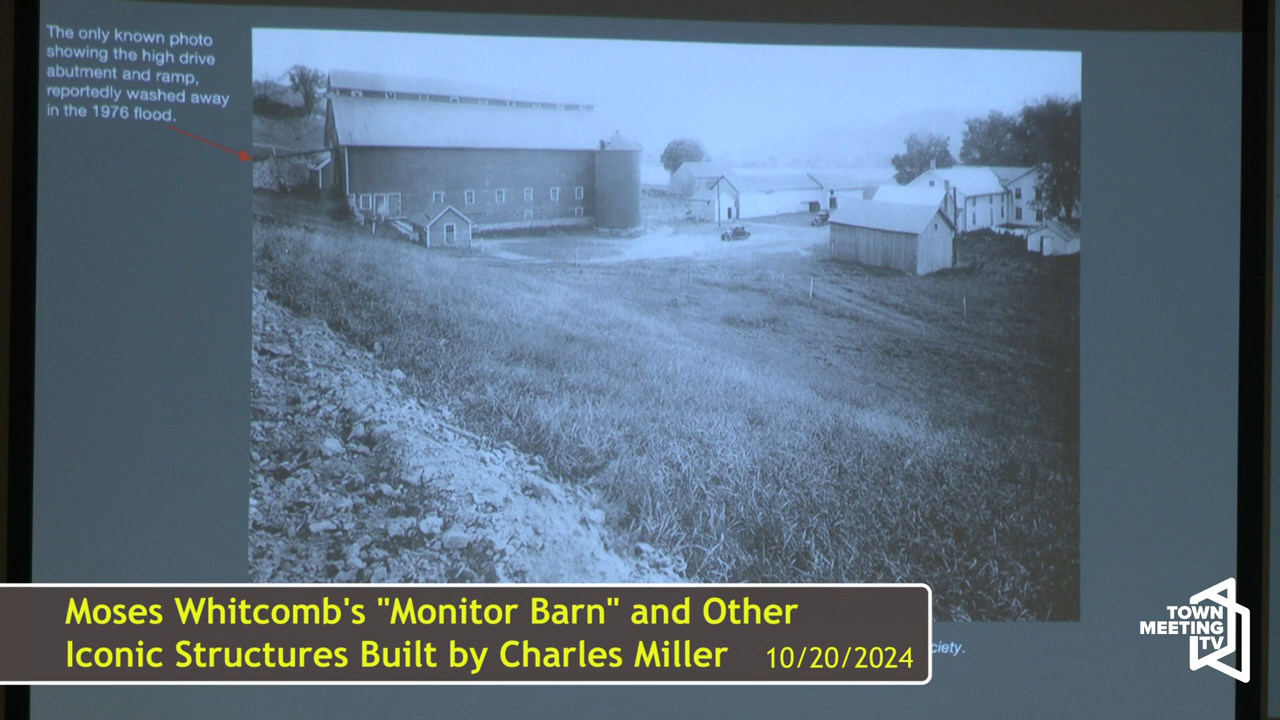 The only known photo
showing the high drive
abutment and ramp,
reportedly washed away
in the 1976 flood.
Moses Whitcomb's "Monitor Barn" and Other
Iconic Structures Built by Charles Miller
10/20/2024
TOWN
MEETING
TV